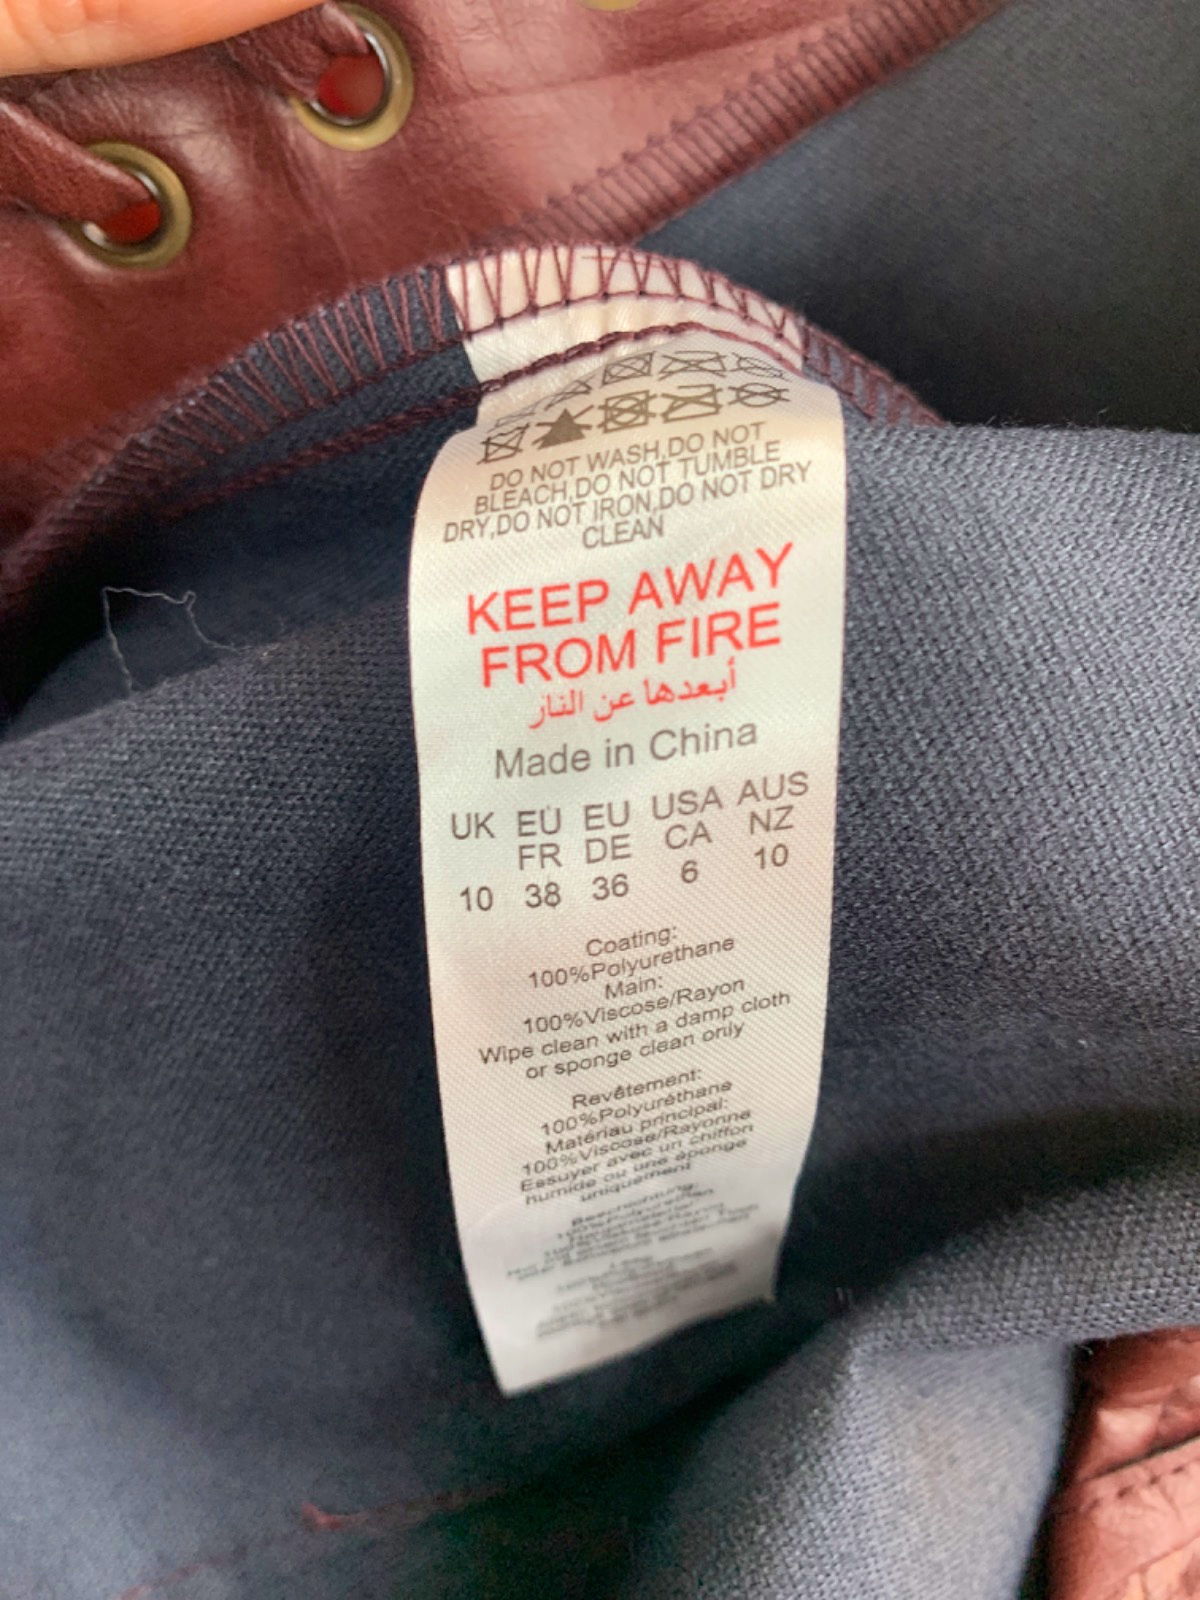 DO NOT WASH,DO NOT
BLEACH,DO NOT TUMBLE
DRY,DO NOT IRON,DO NOT DRY
CLEAN
KEEP AWAY
FROM FIRE
أبعدها عن النار
Made in China
UK EU EU USA AUS
FR DE CA NZ
10 38 36 6 10
Coating:
100%Polyurethane
Main:
100%Viscose/Rayon
Wipe clean with a damp cloth
or sponge clean only
Revêtement:
100%Polyuréthane
Matériau principal:
100%Viscose/Rayonne
Essuyer avec un chiffon
humide ou une éponge
uniquement
Beschichtung: